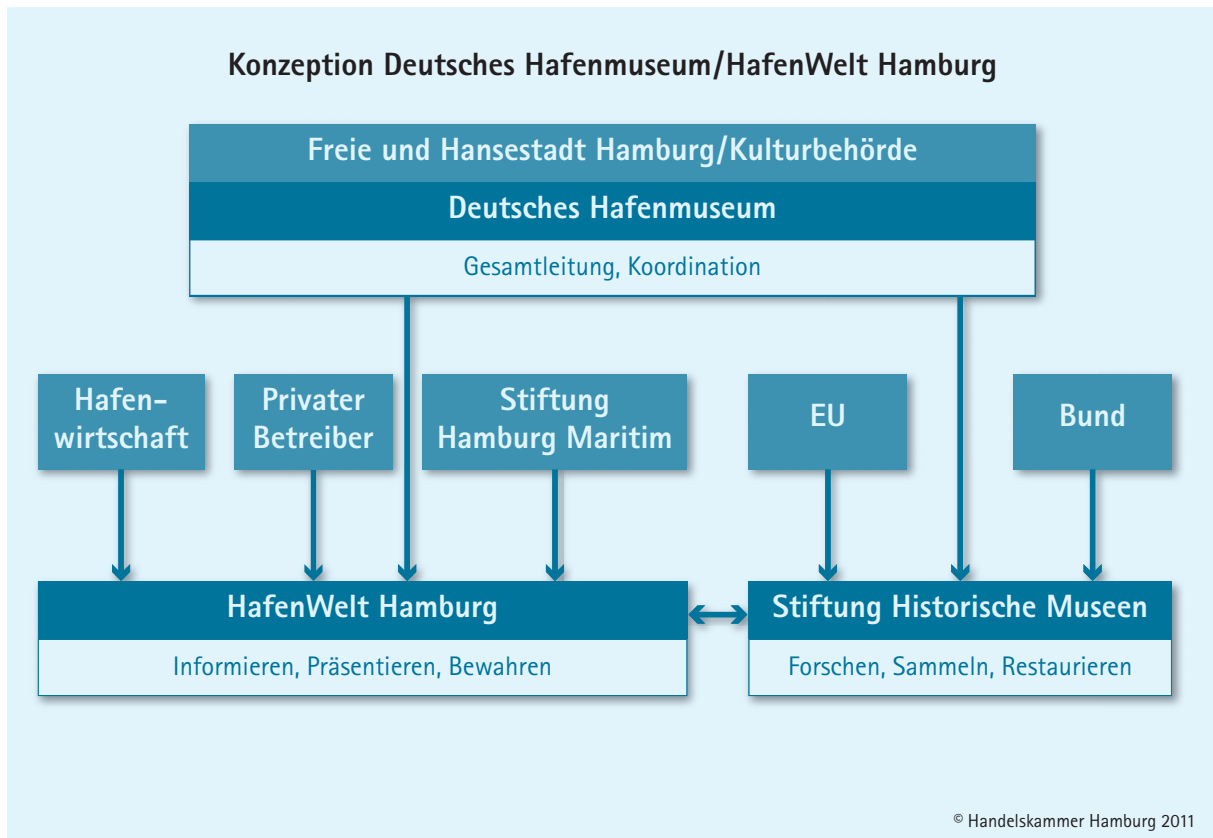 Konzeption Deutsches Hafenmuseum/HafenWelt Hamburg
Freie und Hansestadt Hamburg/Kulturbehörde
Deutsches Hafenmuseum
Gesamtleitung, Koordination
Hafen-
wirtschaft
Privater
Betreiber
Stiftung
Hamburg Maritim
EU
Bund
HafenWelt Hamburg
Informieren, Präsentieren, Bewahren
Stiftung Historische Museen
Forschen, Sammeln, Restaurieren
© Handelskammer Hamburg 2011